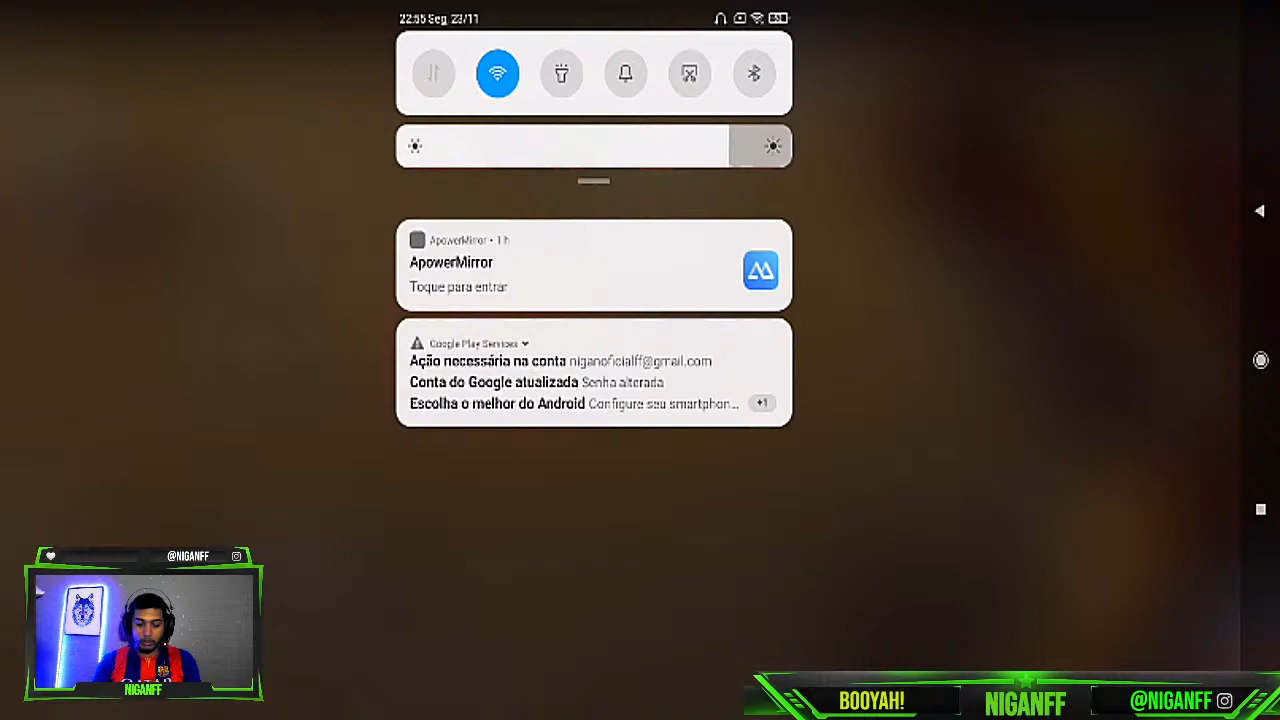 22:55 Seg, 23/11
ApowerMirror • 1 h
ApowerMirror
Toque para entrar
Google Play Services
Ação necessária na conta niganoficialff@gmail.com
Conta do Google atualizada Senha alterada
Escolha o melhor do Android Configure seu smartphon...
+1
@NIGANFF
QATAR
NIGANFF
BOOYAH!
NIGANFF
@NIGANFF